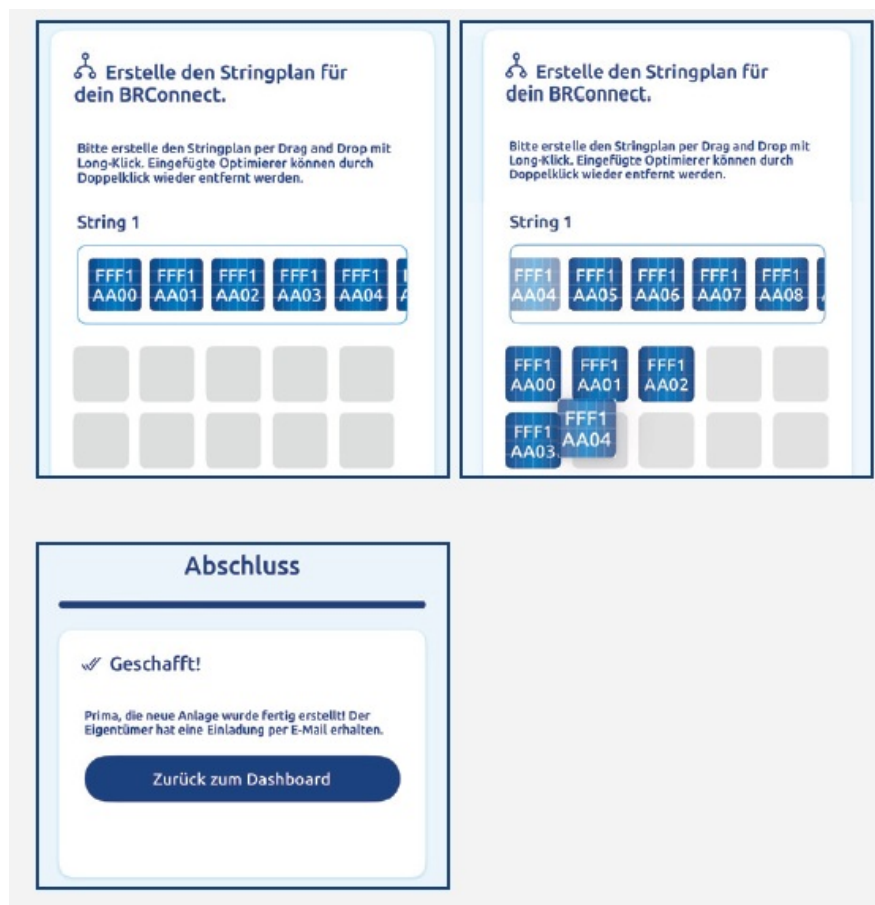 Erstelle den Stringplan für
dein BRConnect.
Bitte erstelle den Stringplan per Drag and Drop mit
Long-Klick. Eingefügte Optimierer können durch
Doppelklick wieder entfernt werden.
String 1
FFF1 FFF1 FFF1 FFF1 FFF1
AA00 AA01 AA02 AA03 AA04
Erstelle den Stringplan für
dein BRConnect.
Bitte erstelle den Stringplan per Drag and Drop mit
Long-Klick. Eingefügte Optimierer können durch
Doppelklick wieder entfernt werden.
String 1
FFF1 FFF1 FFF1 FFF1 FFF1
AA04 AA05 AA06 AA07 AA08
FFF1 FFF1 FFF1
AA00 AA01 AA02
FFF1 FFF1
AA03 AA04
Abschluss
Geschafft!
Prima, die neue Anlage wurde fertig erstellt! Der
Eigentümer hat eine Einladung per E-Mail erhalten.
Zurück zum Dashboard